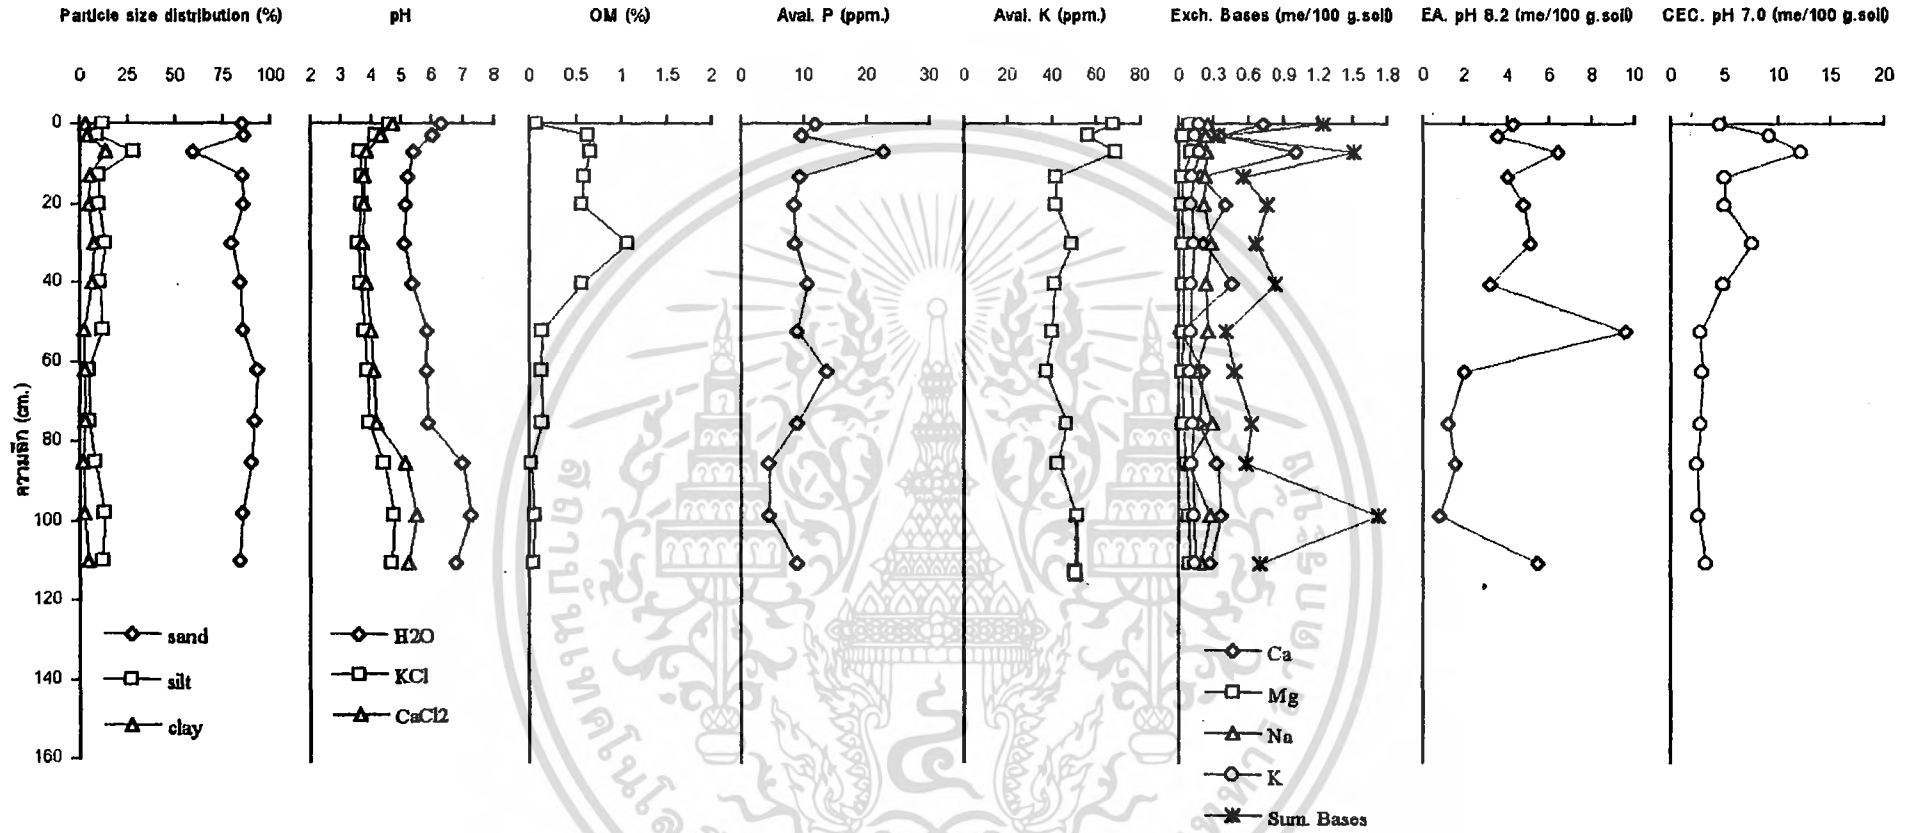 Particle size distribution (%) pH OM (%) Aval. P (ppm.) Aval. K (ppm.) Exch. Bases (me/100 g.soil) EA. pH 8.2 (me/100 g.soil) CEC. pH 7.0 (me/100 g.soil)
0 25 50 75 100 2 3 4 5 6 7 8 0 0.5 1 2 0 10 20 30 0 20 40 60 80 0 0.3 0.6 0.9 1.2 1.5 1.8 0 2 4 6 8 10 0 5 10 15 20
0
20
40
60
80
100
120
140
160
ความลึก (cm.)
sand
silt
clay
H2O
KCl
CaCl2
Ca
Mg
Na
K
Sum. Bases